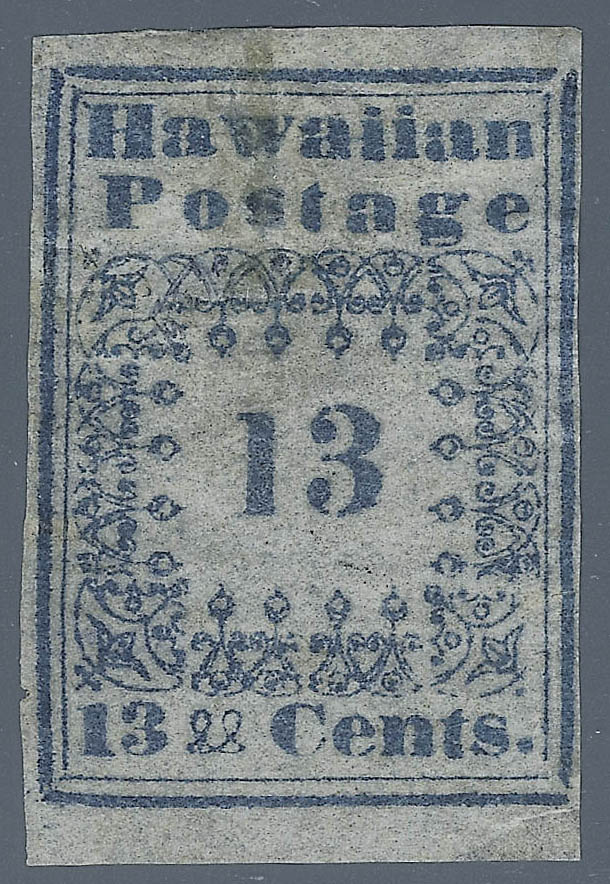 Hawaiian
Postage
13
13 Cents.